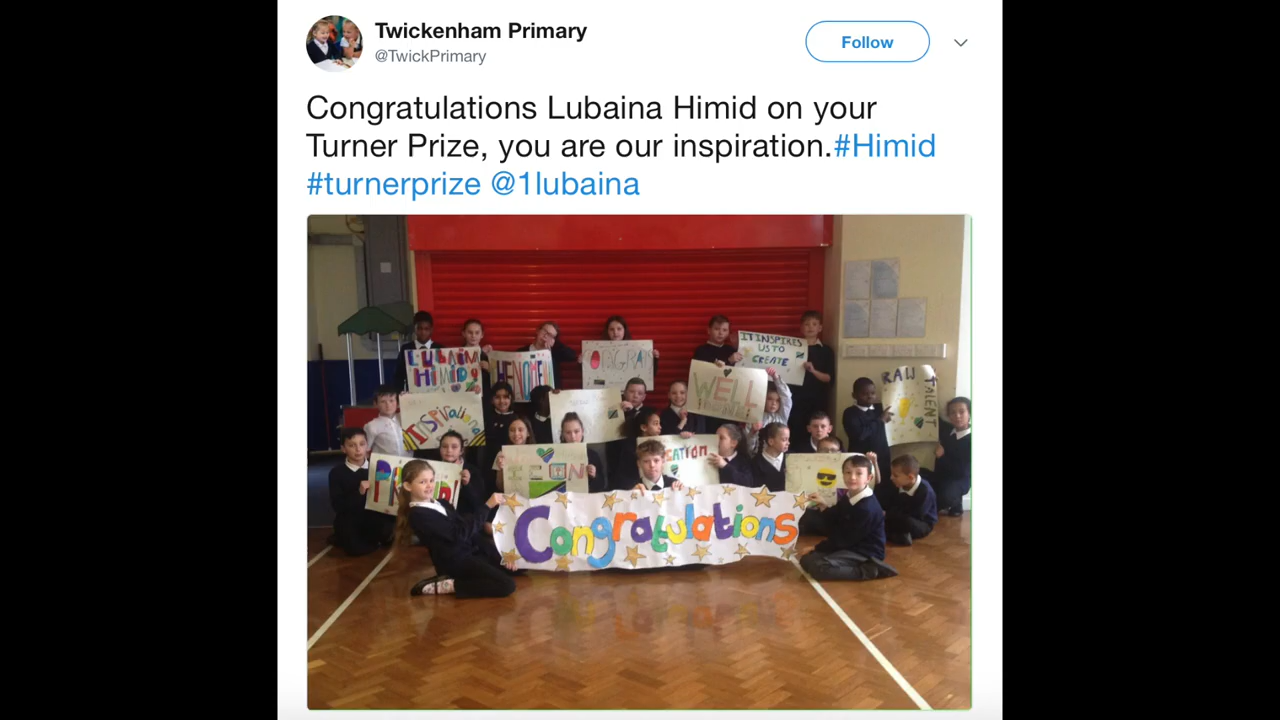 Twickenham Primary
@TwickPrimary
Follow
Congratulations Lubaina Himid on your
Turner Prize, you are our inspiration.#Himid
#turnerprize @1lubaina
IT INSPIRES
US TO
CREATE
LUBAINA
HIMID
WELL
RAW TALENT
ICON
Congratulations